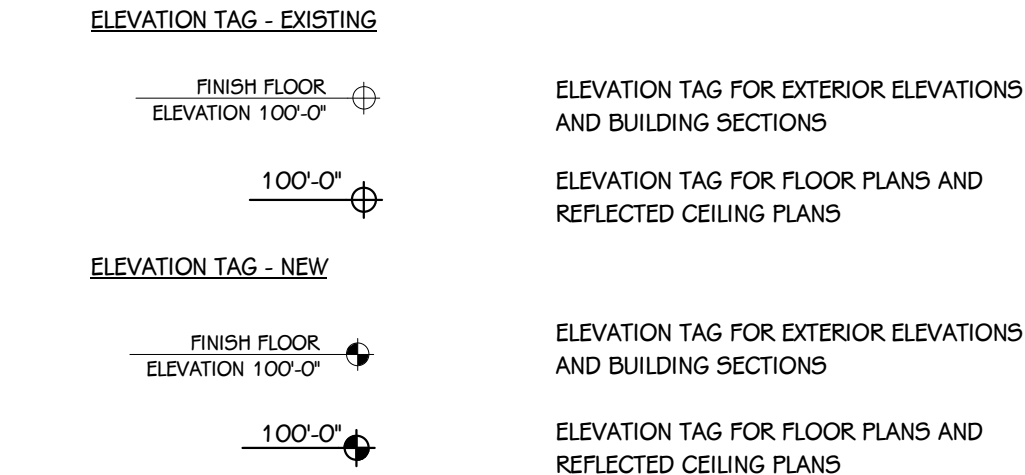 ELEVATION TAG - EXISTING
FINISH FLOOR
ELEVATION 100'-0"
ELEVATION TAG FOR EXTERIOR ELEVATIONS
AND BUILDING SECTIONS
100'-0"
ELEVATION TAG FOR FLOOR PLANS AND
REFLECTED CEILING PLANS
ELEVATION TAG - NEW
FINISH FLOOR
ELEVATION 100'-0"
ELEVATION TAG FOR EXTERIOR ELEVATIONS
AND BUILDING SECTIONS
100'-0"
ELEVATION TAG FOR FLOOR PLANS AND
REFLECTED CEILING PLANS